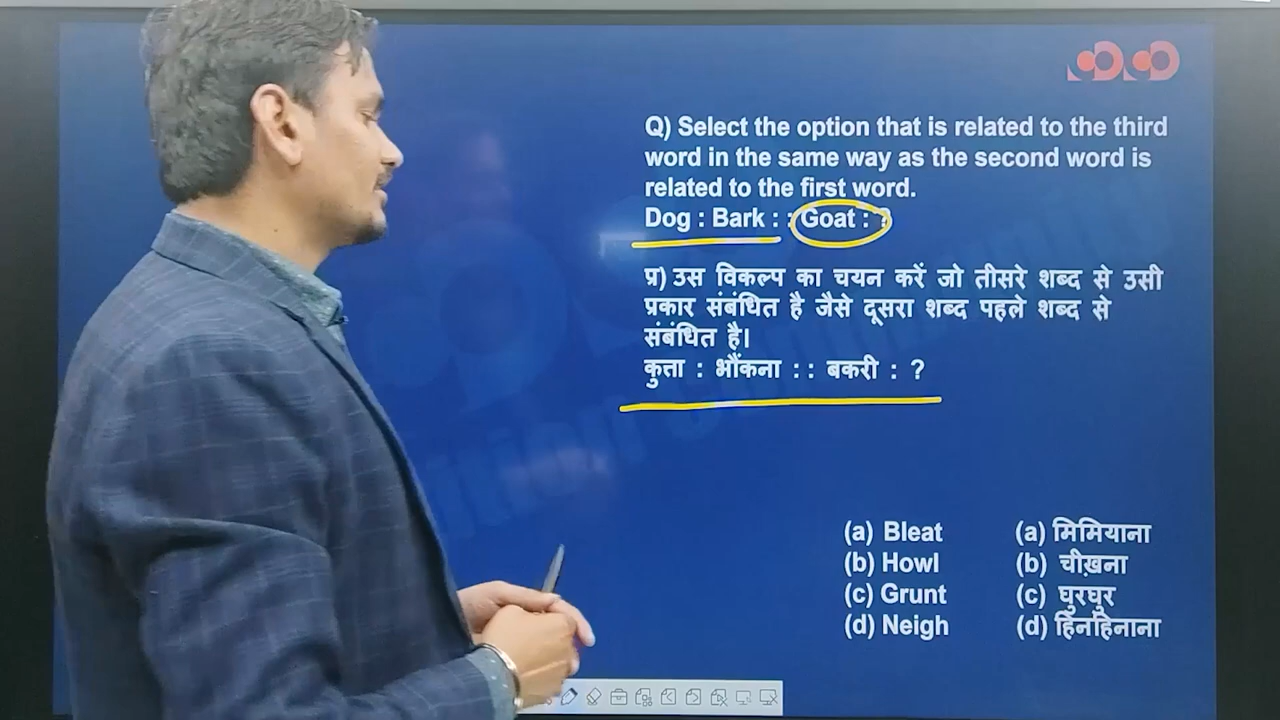 Q) Select the option that is related to the third
word in the same way as the second word is
related to the first word.
Dog : Bark : : Goat : ?
प्र) उस विकल्प का चयन करें जो तीसरे शब्द से उसी
प्रकार संबंधित है जैसे दूसरा शब्द पहले शब्द से
संबंधित है।
कुत्ता : भौंकना : : बकरी : ?
(a) Bleat (a) मिमियाना
(b) Howl (b) चीख़ना
(c) Grunt (c) घुरघुर
(d) Neigh (d) हिनहिनाना